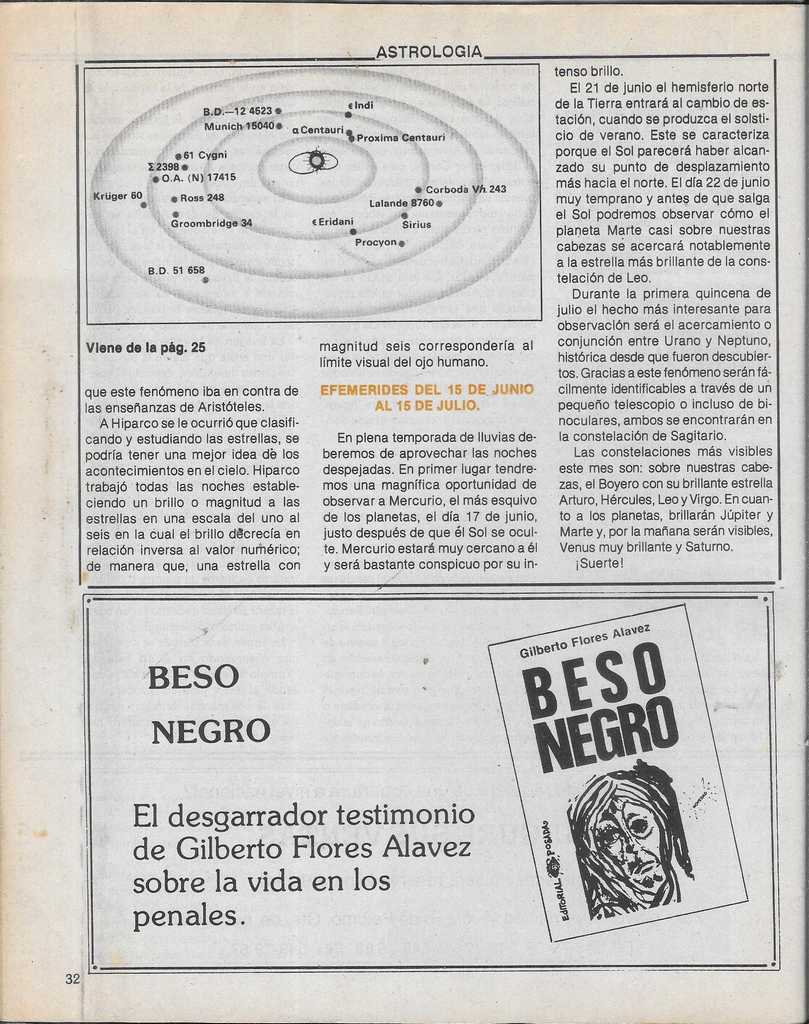 ASTROLOGIA
B.D.—12 4523
Munich 15040
ε Indi
α Centauri
Proxima Centauri
61 Cygni
Σ 2398
O.A. (N) 17415
Krüger 60
Ross 248
Groombridge 34
Corboda Vh 243
Lalande 8760
Sirius
ε Eridani
Procyon
B.D. 51 658
Viene de la pág. 25
que este fenómeno iba en contra de
las enseñanzas de Aristóteles.
A Hiparco se le ocurrió que clasifi-
cando y estudiando las estrellas, se
podría tener una mejor idea de los
acontecimientos en el cielo. Hiparco
trabajó todas las noches estable-
ciendo un brillo o magnitud a las
estrellas en una escala del uno al
seis en la cual el brillo decrecía en
relación inversa al valor numérico;
de manera que, una estrella con
magnitud seis correspondería al
límite visual del ojo humano.
EFEMERIDES DEL 15 DE JUNIO
AL 15 DE JULIO.
En plena temporada de lluvias de-
beremos de aprovechar las noches
despejadas. En primer lugar tendre-
mos una magnífica oportunidad de
observar a Mercurio, el más esquivo
de los planetas, el día 17 de junio,
justo después de que él Sol se ocul-
te. Mercurio estará muy cercano a él
y será bastante conspicuo por su in-
tenso brillo.
El 21 de junio el hemisferio norte
de la Tierra entrará al cambio de es-
tación, cuando se produzca el solsti-
cio de verano. Este se caracteriza
porque el Sol parecerá haber alcan-
zado su punto de desplazamiento
más hacia el norte. El día 22 de junio
muy temprano y antes de que salga
el Sol podremos observar cómo el
planeta Marte casi sobre nuestras
cabezas se acercará notablemente
a la estrella más brillante de la cons-
telación de Leo.
Durante la primera quincena de
julio el hecho más interesante para
observación será el acercamiento o
conjunción entre Urano y Neptuno,
histórica desde que fueron descubier-
tos. Gracias a este fenómeno serán fá-
cilmente identificables a través de un
pequeño telescopio o incluso de bi-
noculares, ambos se encontrarán en
la constelación de Sagitario.
Las constelaciones más visibles
este mes son: sobre nuestras cabe-
zas, el Boyero con su brillante estrella
Arturo, Hércules, Leo y Virgo. En cuan-
to a los planetas, brillarán Júpiter y
Marte y, por la mañana serán visibles,
Venus muy brillante y Saturno.
¡Suerte!
BESO
NEGRO
El desgarrador testimonio
de Gilberto Flores Alavez
sobre la vida en los
penales.
Gilberto Flores Alavez
BESO
NEGRO
EDITORIAL POSADA
32